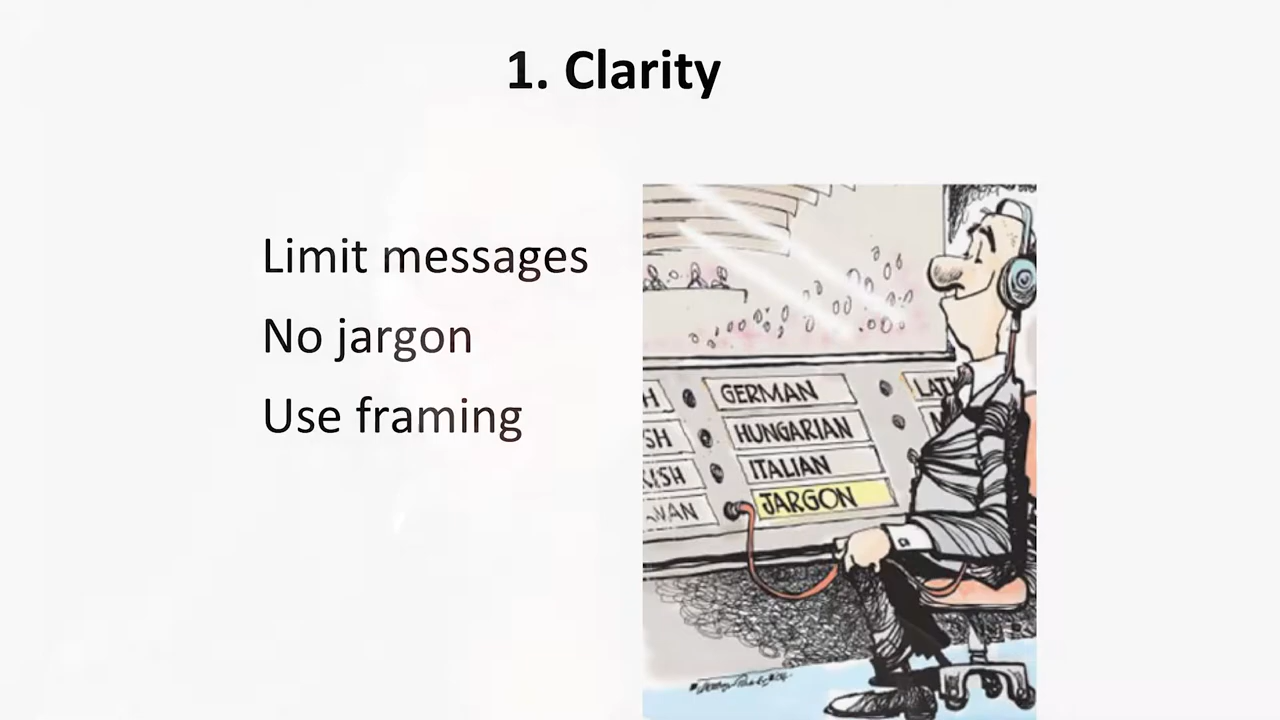 1. Clarity
Limit messages
No jargon
Use framing
GERMAN
HUNGARIAN
ITALIAN
JARGON